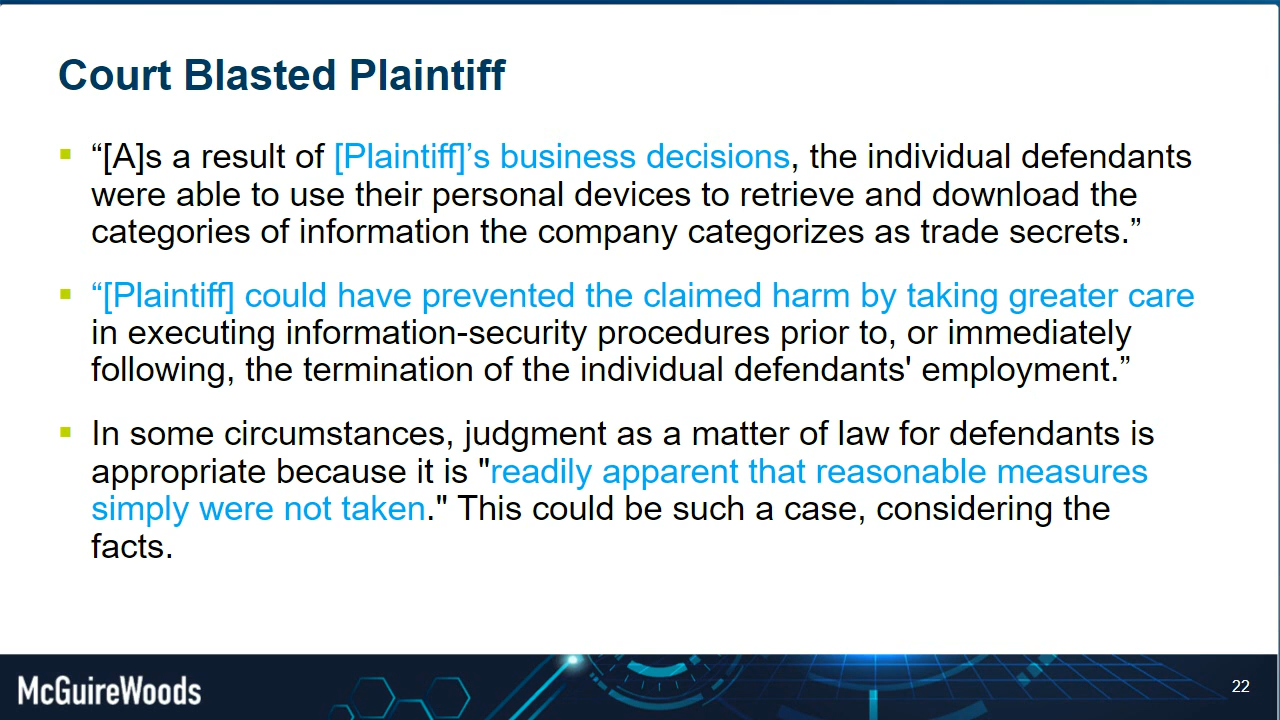 Court Blasted Plaintiff
“[A]s a result of [Plaintiff]’s business decisions, the individual defendants
were able to use their personal devices to retrieve and download the
categories of information the company categorizes as trade secrets.”
“[Plaintiff] could have prevented the claimed harm by taking greater care
in executing information-security procedures prior to, or immediately
following, the termination of the individual defendants' employment.”
In some circumstances, judgment as a matter of law for defendants is
appropriate because it is "readily apparent that reasonable measures
simply were not taken." This could be such a case, considering the
facts.
McGuireWoods
22